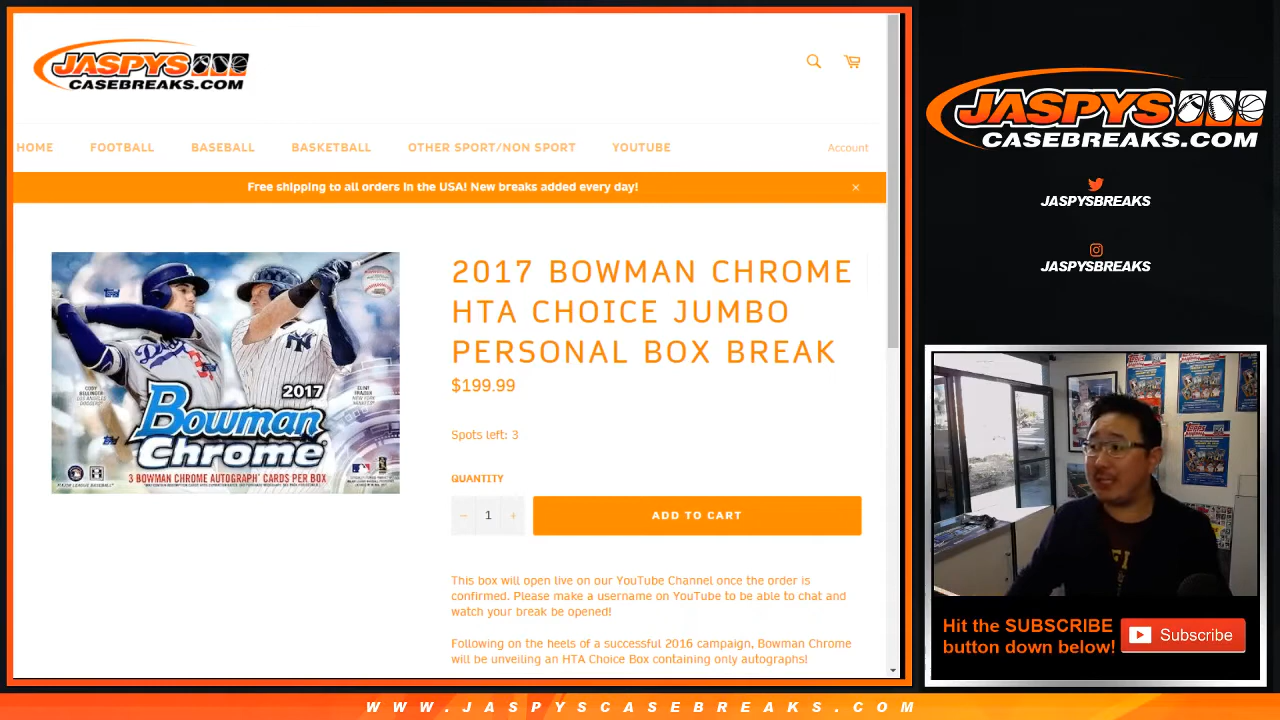 JASPYS
CASEBREAKS.COM
HOME FOOTBALL BASEBALL BASKETBALL OTHER SPORT/NON SPORT YOUTUBE Account
Free shipping to all orders in the USA! New breaks added every day! ×
2017 BOWMAN CHROME
HTA CHOICE JUMBO
PERSONAL BOX BREAK
$199.99
Spots left: 3
QUANTITY
− 1 + ADD TO CART
This box will open live on our YouTube Channel once the order is
confirmed. Please make a username on YouTube to be able to chat and
watch your break be opened!
Following on the heels of a successful 2016 campaign, Bowman Chrome
will be unveiling an HTA Choice Box containing only autographs!
2017
Bowman
Chrome
3 BOWMAN CHROME AUTOGRAPH CARDS PER BOX
CODY
BELLINGER
CLINT
FRAZIER
JASPYS
CASEBREAKS.COM
JASPYSBREAKS
JASPYSBREAKS
Hit the SUBSCRIBE
button down below!
Subscribe
WWW.JASPYSCASEBREAKS.COM